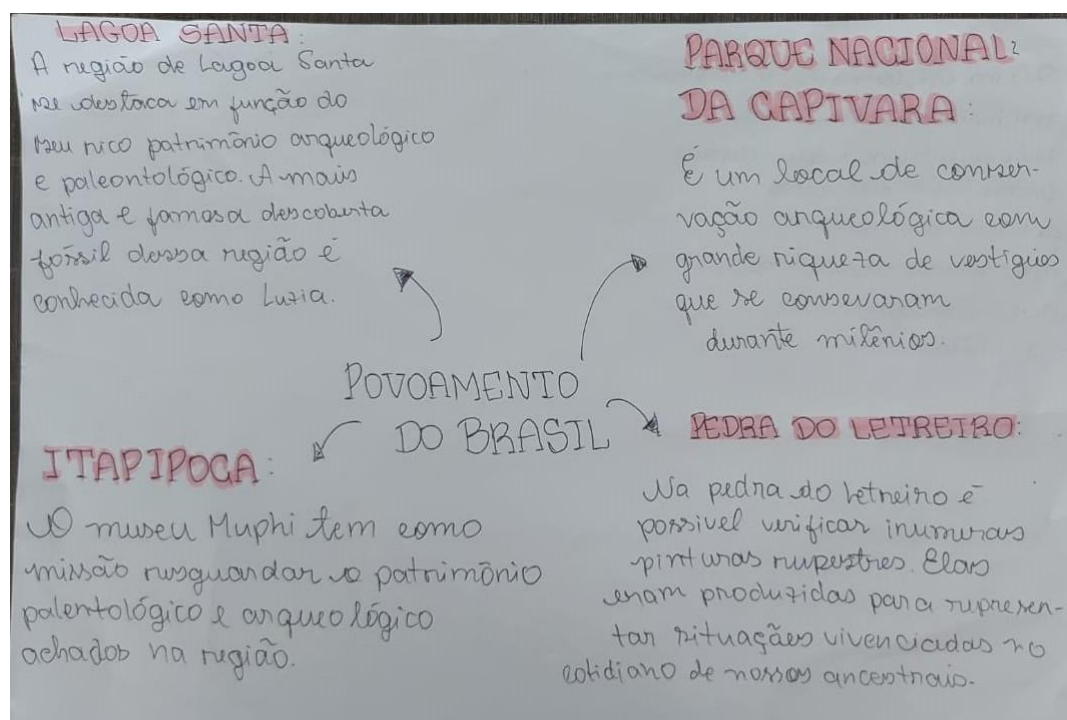 LAGOA SANTA:
A região de Lagoa Santa
se destaca em função do
seu rico patrimônio arqueológico
e paleontológico. A mais
antiga e famosa descoberta
fóssil dessa região é
conhecida como Luzia.
PARQUE NACIONAL
DA CAPIVARA:
É um local de conser-
vação arqueológica com
grande riqueza de vestígios
que se consevaram
durante milênios.
POVOAMENTO
DO BRASIL
ITAPIPOCA:
O museu Muphi tem como
missão resguardar o patrimônio
palentológico e arqueológico
achados na região.
PEDRA DO LETREIRO:
Na pedra do letreiro é
possível verificar inumeras
pinturas rupestres. Elas
eram produzidas para represen-
tar situações vivenciadas no
cotidiano de nossos ancestrais.